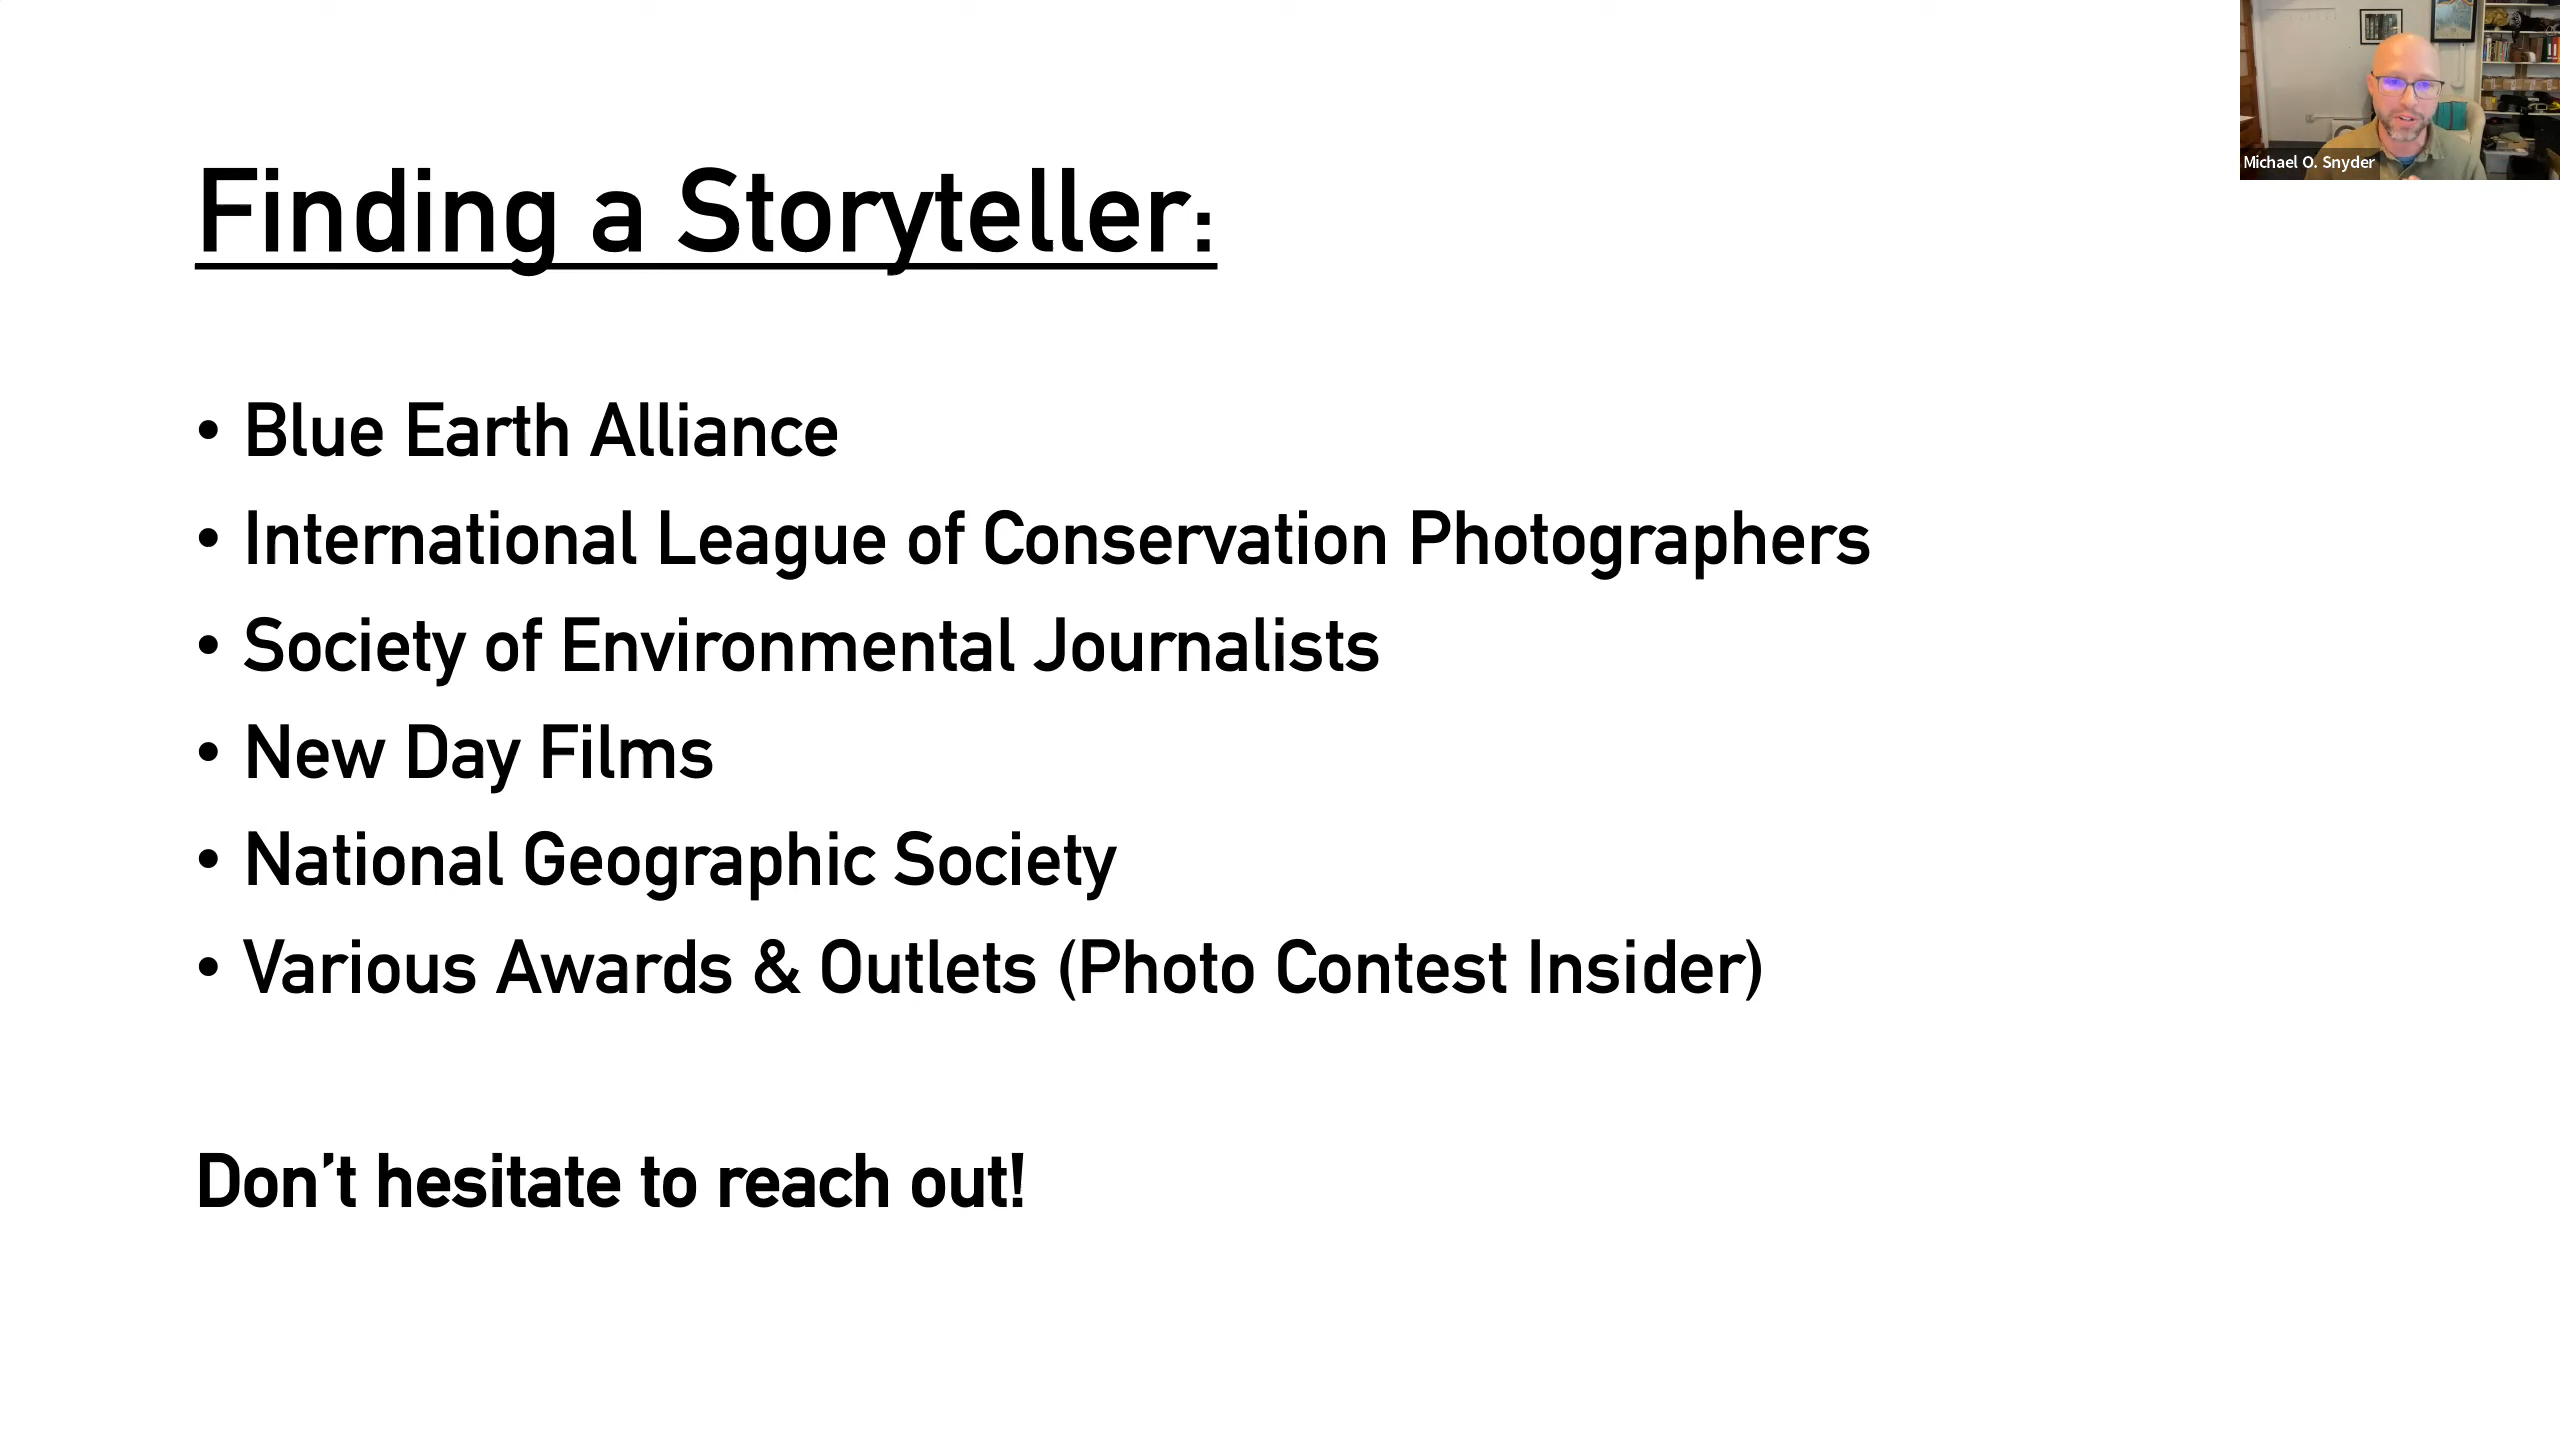 Finding a Storyteller:
• Blue Earth Alliance
• International League of Conservation Photographers
• Society of Environmental Journalists
• New Day Films
• National Geographic Society
• Various Awards & Outlets (Photo Contest Insider)
Don’t hesitate to reach out!
Michael O. Snyder